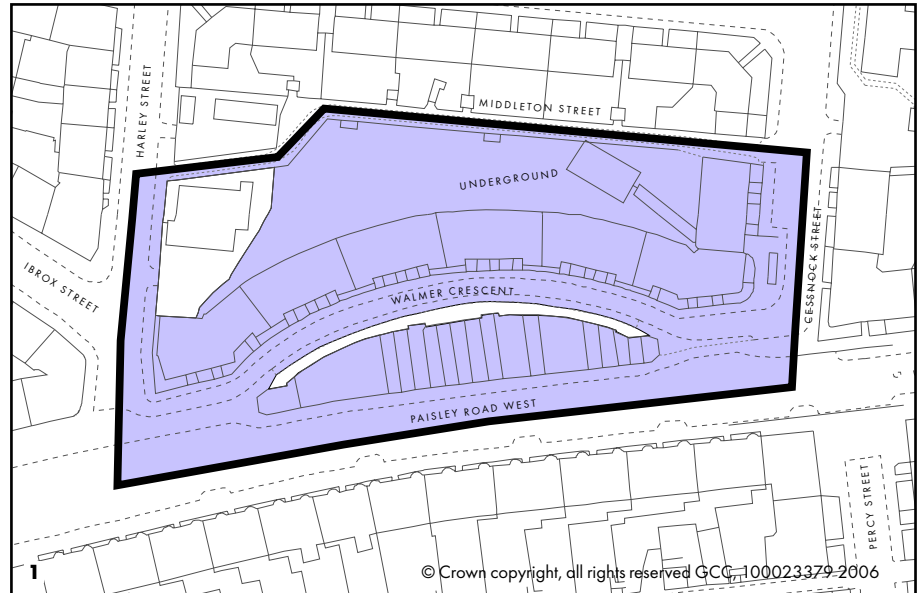 MIDDLETON STREET
HARLEY STREET
UNDERGROUND
CESSNOCK STREET
IBROX STREET
WALMER CRESCENT
PAISLEY ROAD WEST
PERCY STREET
1
© Crown copyright, all rights reserved GCC, 100023379 2006